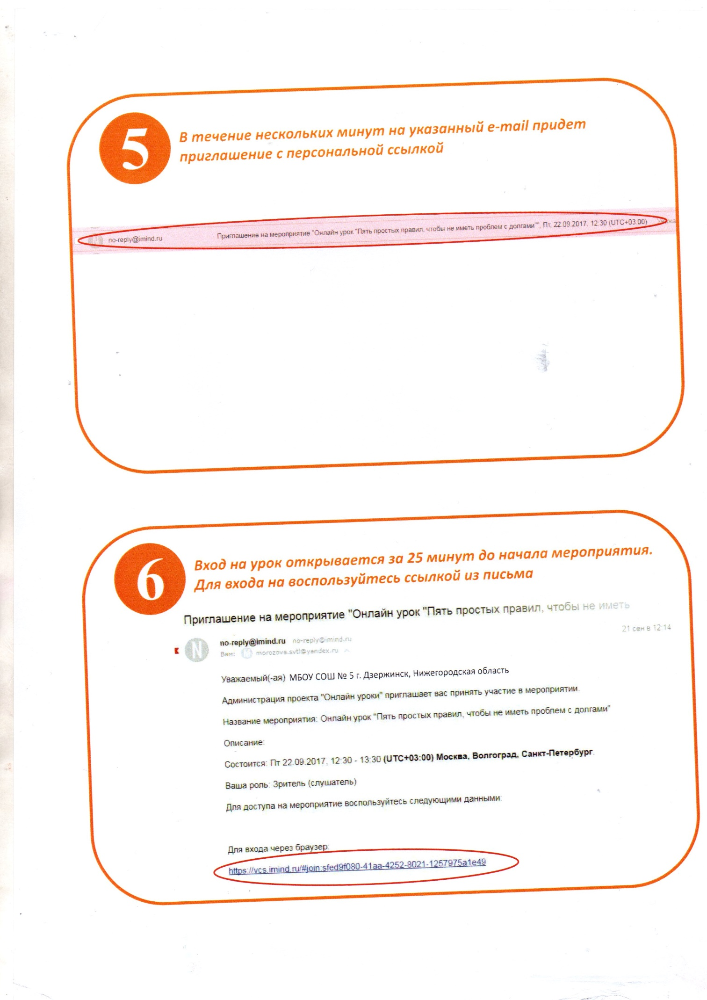 5
В течение нескольких минут на указанный e-mail придет
приглашение с персональной ссылкой
N no-reply@imind.ru Приглашение на мероприятие "Онлайн урок "Пять простых правил, чтобы не иметь проблем с долгами"", Пт, 22.09.2017, 12:30 (UTC+03:00) Уважа
6
Вход на урок открывается за 25 минут до начала мероприятия.
Для входа на воспользуйтесь ссылкой из письма
Приглашение на мероприятие "Онлайн урок "Пять простых правил, чтобы не иметь
21 сен в 12:14
N no-reply@imind.ru no-reply@imind.ru
Вам: M morozova.svtl@yandex.ru
Уважаемый(-ая) МБОУ СОШ № 5 г. Дзержинск, Нижегородская область
Администрация проекта "Онлайн уроки" приглашает вас принять участие в мероприятии.
Название мероприятия: Онлайн урок "Пять простых правил, чтобы не иметь проблем с долгами"
Описание:
Состоится: Пт 22.09.2017, 12:30 - 13:30 (UTC+03:00) Москва, Волгоград, Санкт-Петербург.
Ваша роль: Зритель (слушатель)
Для доступа на мероприятие воспользуйтесь следующими данными:
Для входа через браузер:
https://vcs.imind.ru/#join:sfed9f080-41aa-4252-8021-1257975a1e49